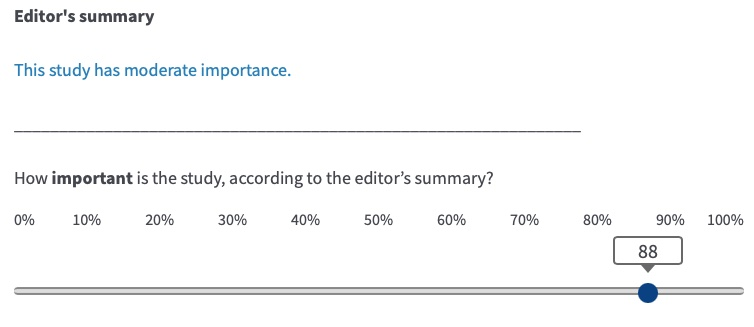 Editor's summary
This study has moderate importance.
How important is the study, according to the editor’s summary?
0% 10% 20% 30% 40% 50% 60% 70% 80% 90% 100%
88